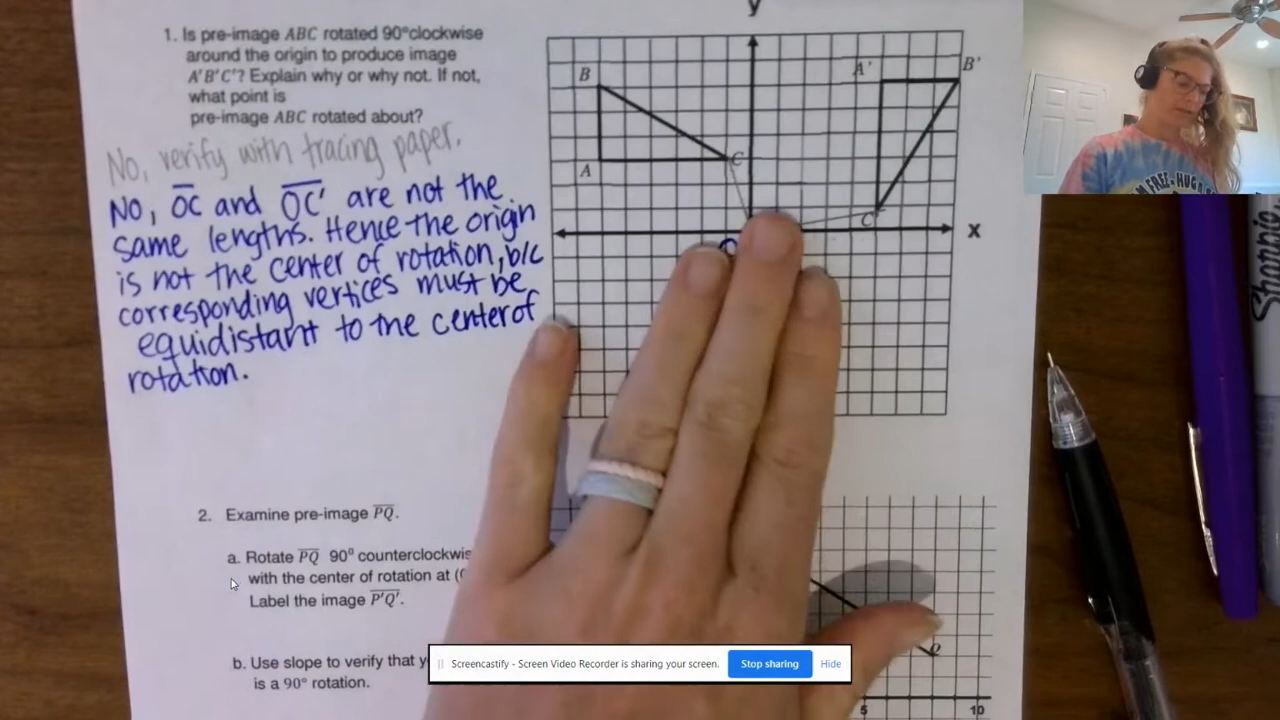 y
1. Is pre-image ABC rotated 90°clockwise
around the origin to produce image
A'B'C'? Explain why or why not. If not,
what point is
pre-image ABC rotated about?
No, verify with tracing paper.
No, OC and OC' are not the
same lengths. Hence the origin
is not the center of rotation, b/c
corresponding vertices must be
equidistant to the center of
rotation.
B
A
C
A'
B'
C'
x
2. Examine pre-image PQ.
a. Rotate PQ 90° counterclockwis
with the center of rotation at (
Label the image P'Q'.
b. Use slope to verify that y
is a 90° rotation.
Q
5
10
Screencastify - Screen Video Recorder is sharing your screen.
Stop sharing
Hide
Sharpie